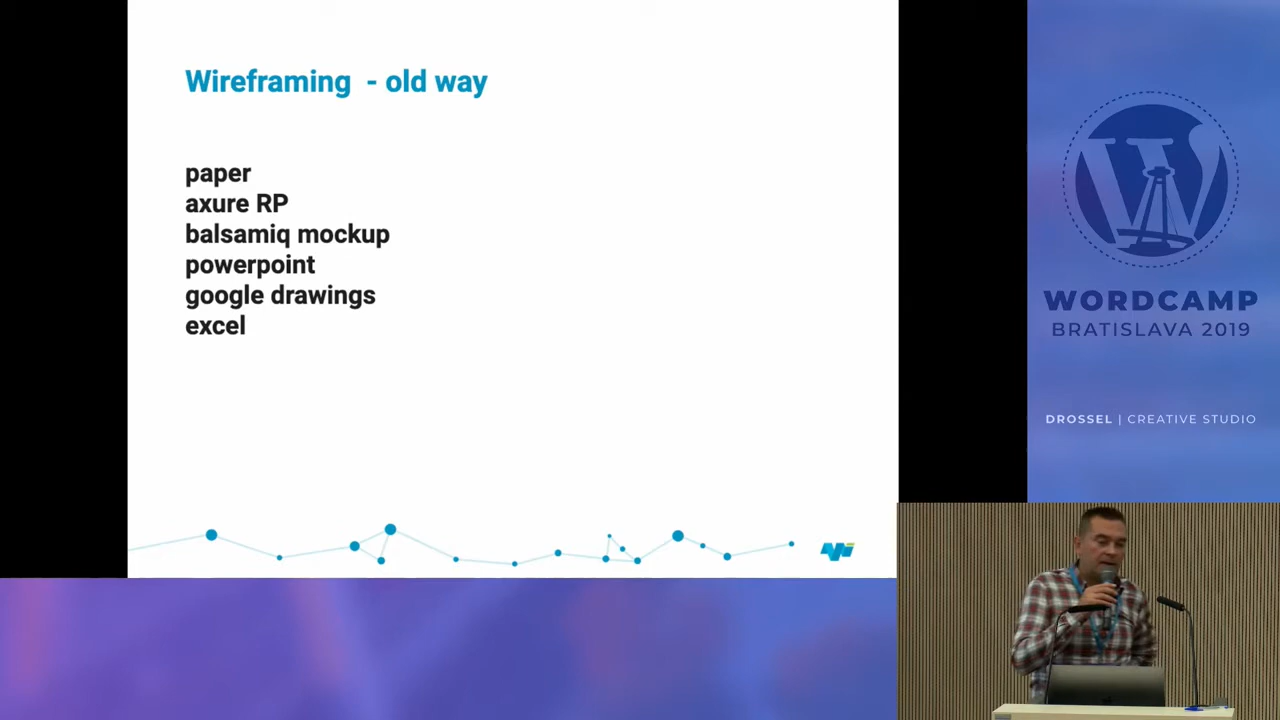 Wireframing - old way
paper
axure RP
balsamiq mockup
powerpoint
google drawings
excel
WORDCAMP
BRATISLAVA 2019
DROSSEL | CREATIVE STUDIO